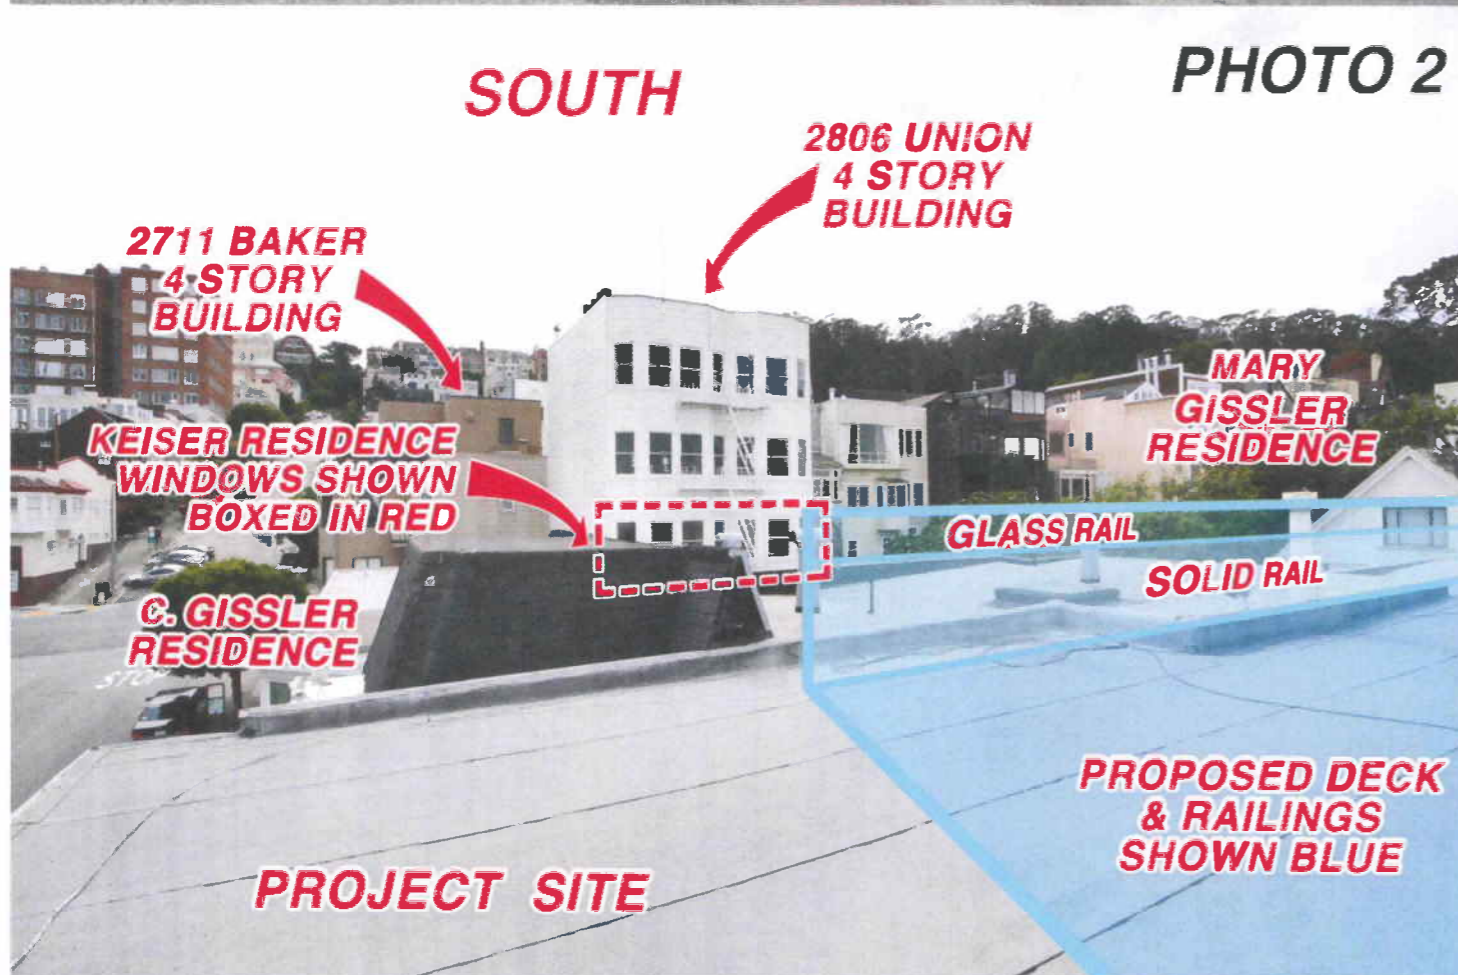 PHOTO 2
SOUTH
2806 UNION
4 STORY
BUILDING
2711 BAKER
4 STORY
BUILDING
MARY
GISSLER
RESIDENCE
KEISER RESIDENCE
WINDOWS SHOWN
BOXED IN RED
GLASS RAIL
SOLID RAIL
C. GISSLER
RESIDENCE
STOP
PROPOSED DECK
& RAILINGS
SHOWN BLUE
PROJECT SITE